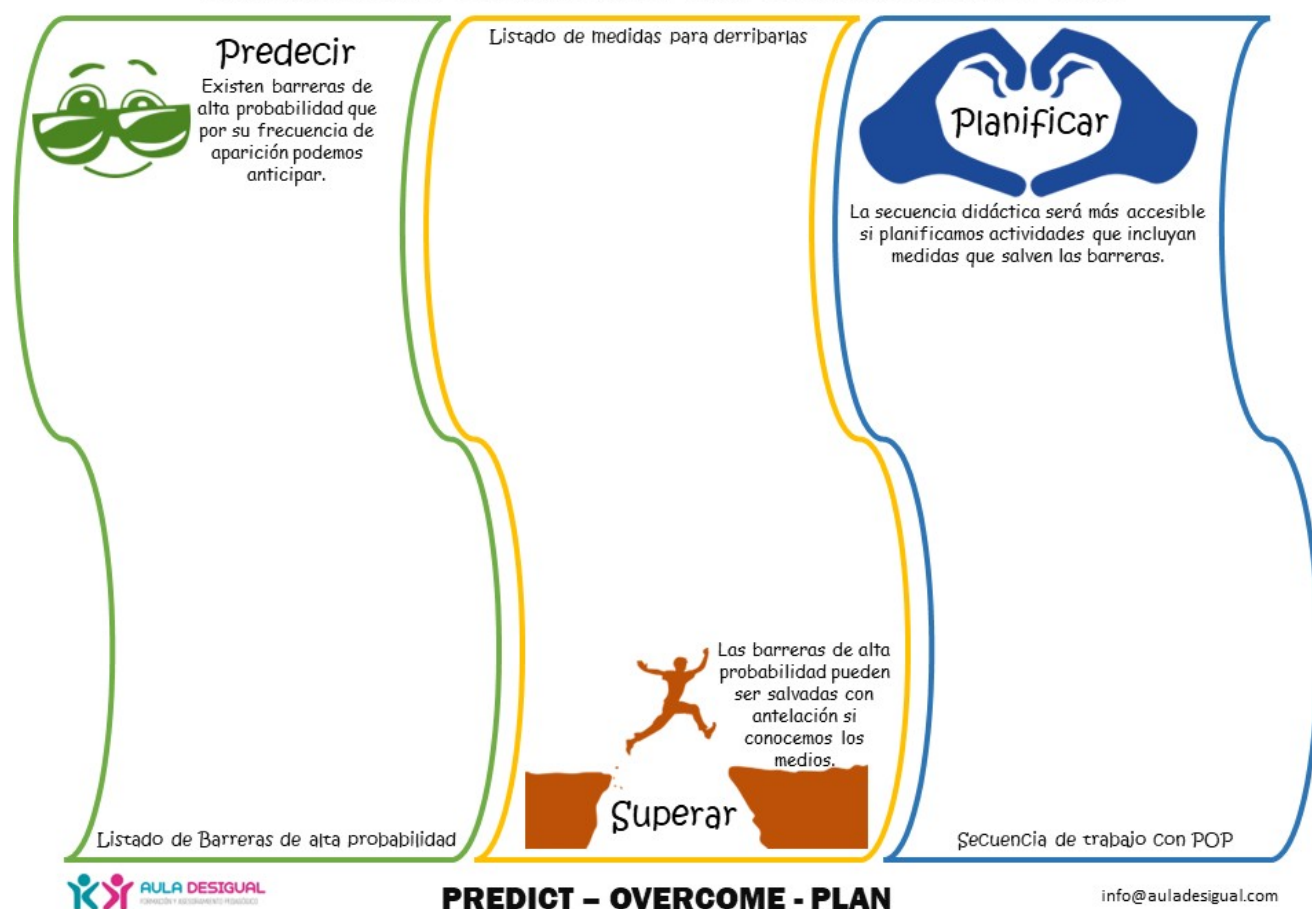 Predecir
Existen barreras de
alta probabilidad que
por su frecuencia de
aparición podemos
anticipar.
Listado de Barreras de alta probabilidad
Listado de medidas para derribarlas
Las barreras de alta
probabilidad pueden
ser salvadas con
antelación si
conocemos los
medios.
Superar
Planificar
La secuencia didáctica será más accesible
si planificamos actividades que incluyan
medidas que salven las barreras.
Secuencia de trabajo con POP
AULA DESIGUAL
FORMACIÓN Y ASESORAMIENTO PEDAGÓGICO
PREDICT – OVERCOME - PLAN
info@auladesigual.com